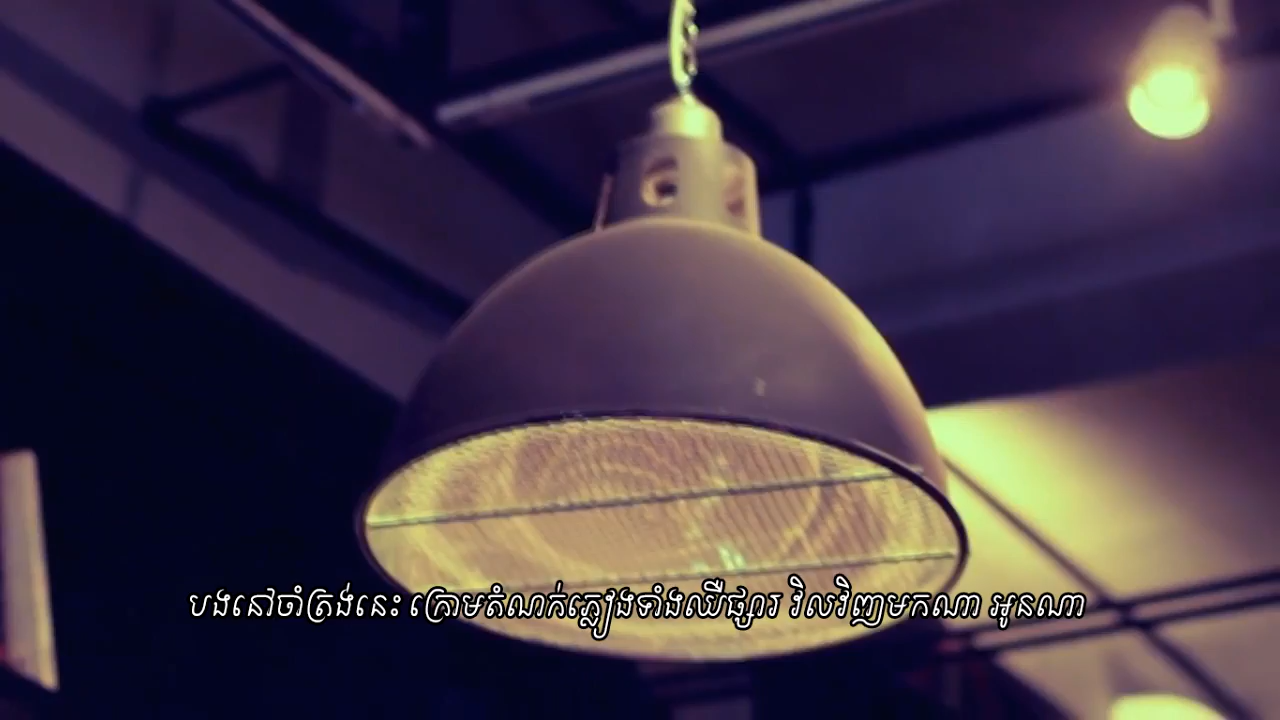 បងនៅចាំត្រង់នេះ ក្រោមតំណក់ភ្លៀងទាំងឈឺផ្សារ វិលវិញមកណា អូនណា